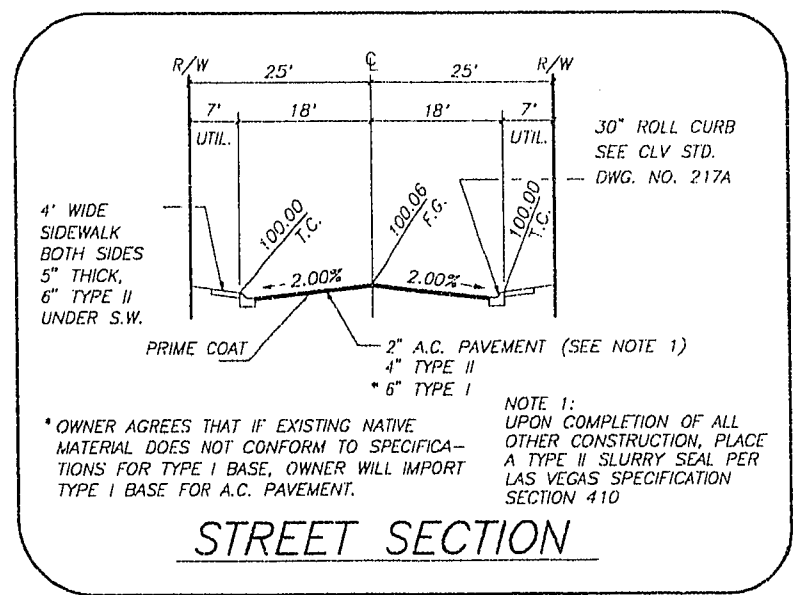 R/W 25' ℄ 25' R/W
7' 18' 18' 7'
UTIL. UTIL.
30" ROLL CURB
SEE CLV STD.
DWG. NO. 217A
4' WIDE
SIDEWALK
BOTH SIDES
5" THICK,
6" TYPE II
UNDER S.W.
100.00
T.C.
100.06
F.G.
100.00
T.C.
2.00% 2.00%
PRIME COAT
2" A.C. PAVEMENT (SEE NOTE 1)
4" TYPE II
* 6" TYPE I
* OWNER AGREES THAT IF EXISTING NATIVE
MATERIAL DOES NOT CONFORM TO SPECIFICA-
TIONS FOR TYPE I BASE, OWNER WILL IMPORT
TYPE I BASE FOR A.C. PAVEMENT.
NOTE 1:
UPON COMPLETION OF ALL
OTHER CONSTRUCTION, PLACE
A TYPE II SLURRY SEAL PER
LAS VEGAS SPECIFICATION
SECTION 410
STREET SECTION